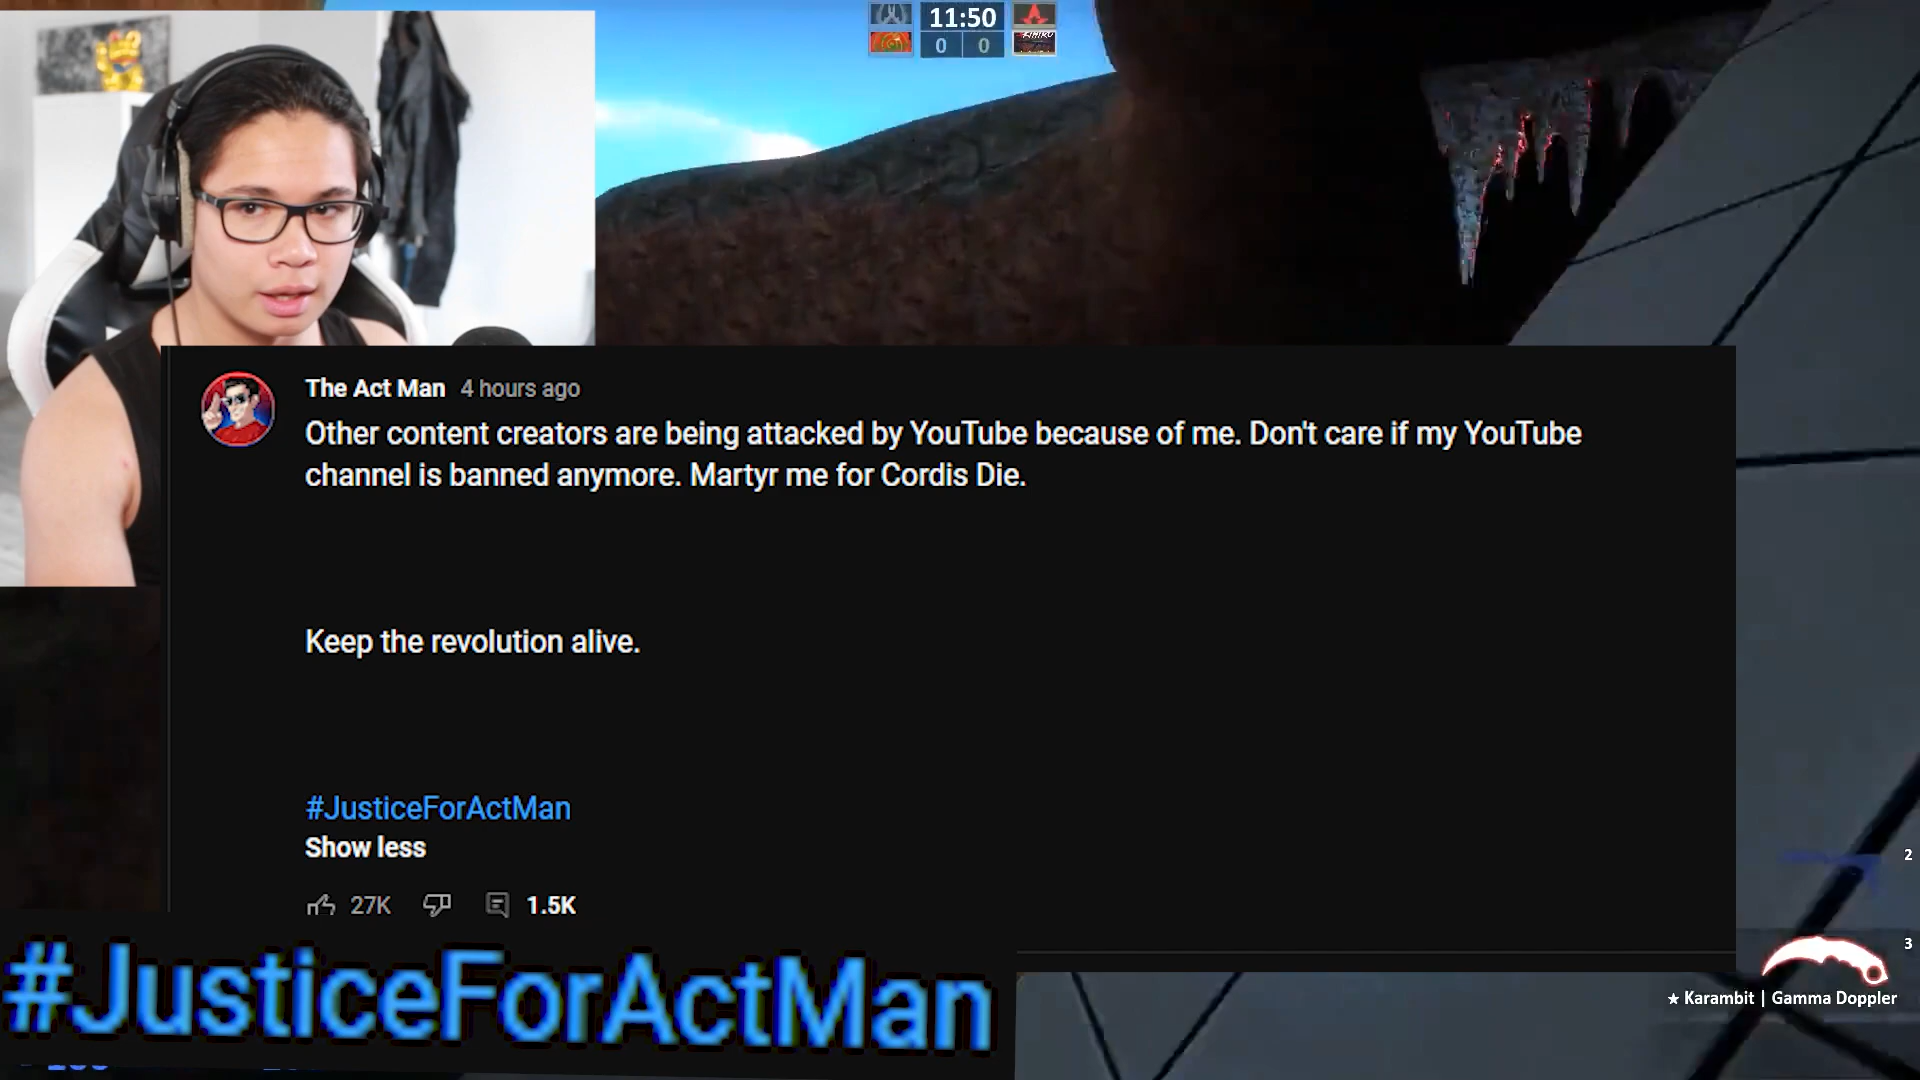 11:50
0 0
KIHIRO
The Act Man 4 hours ago
Other content creators are being attacked by YouTube because of me. Don't care if my YouTube
channel is banned anymore. Martyr me for Cordis Die.
Keep the revolution alive.
#JusticeForActMan
Show less
27K 1.5K
2
3
★ Karambit | Gamma Doppler
#JusticeForActMan